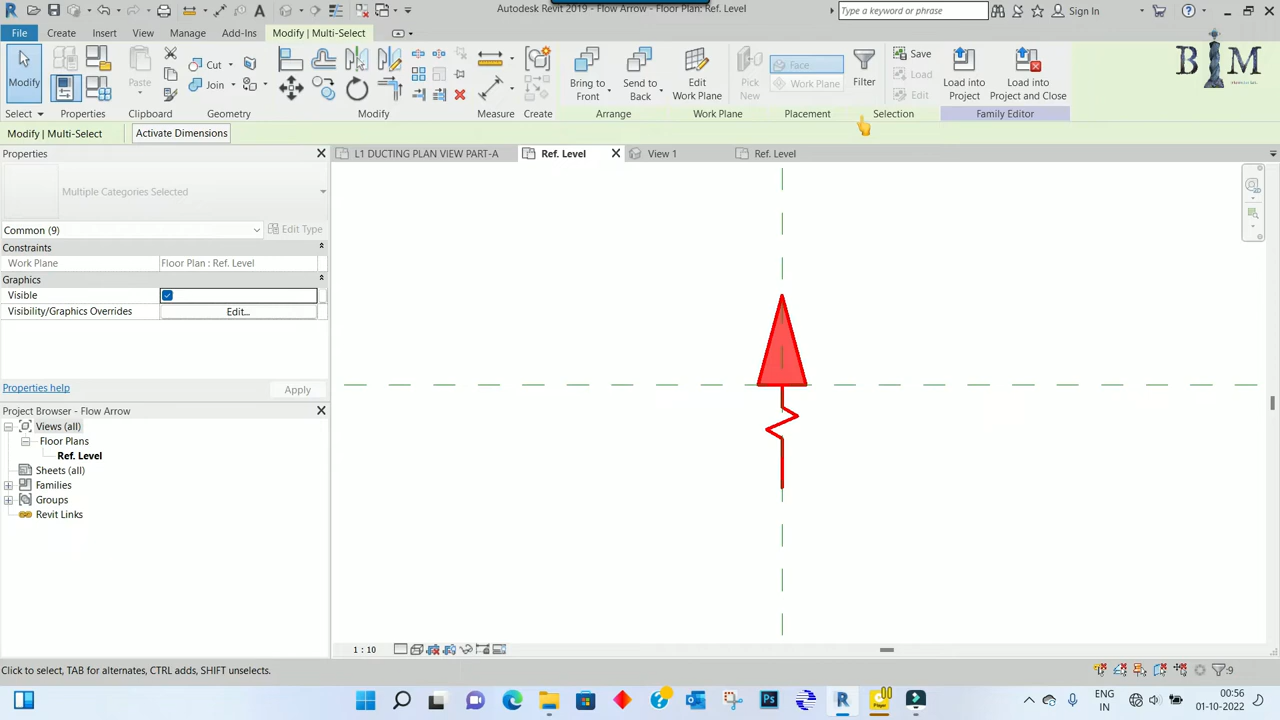 Autodesk Revit 2019 - Flow Arrow - Floor Plan: Ref. Level
Type a keyword or phrase
Sign In
File Create Insert View Manage Add-Ins Modify | Multi-Select
Modify
Cut
Join
Paste
Bring to Front
Send to Back
Edit Work Plane
Pick New
Face
Work Plane
Filter
Save
Load
Edit
Load into Project
Load into Project and Close
BIM
Select Properties Clipboard Geometry Modify Measure Create Arrange Work Plane Placement Selection Family Editor
Modify | Multi-Select Activate Dimensions
Properties
L1 DUCTING PLAN VIEW PART-A Ref. Level View 1 Ref. Level
Multiple Categories Selected
Common (9) Edit Type
Constraints
Work Plane Floor Plan : Ref. Level
Graphics
Visible
Visibility/Graphics Overrides Edit...
Properties help Apply
Project Browser - Flow Arrow
Views (all)
Floor Plans
Ref. Level
Sheets (all)
Families
Groups
Revit Links
1 : 10
Click to select, TAB for alternates, CTRL adds, SHIFT unselects.
:9
Ps
Player
ENG
IN
00:56
01-10-2022